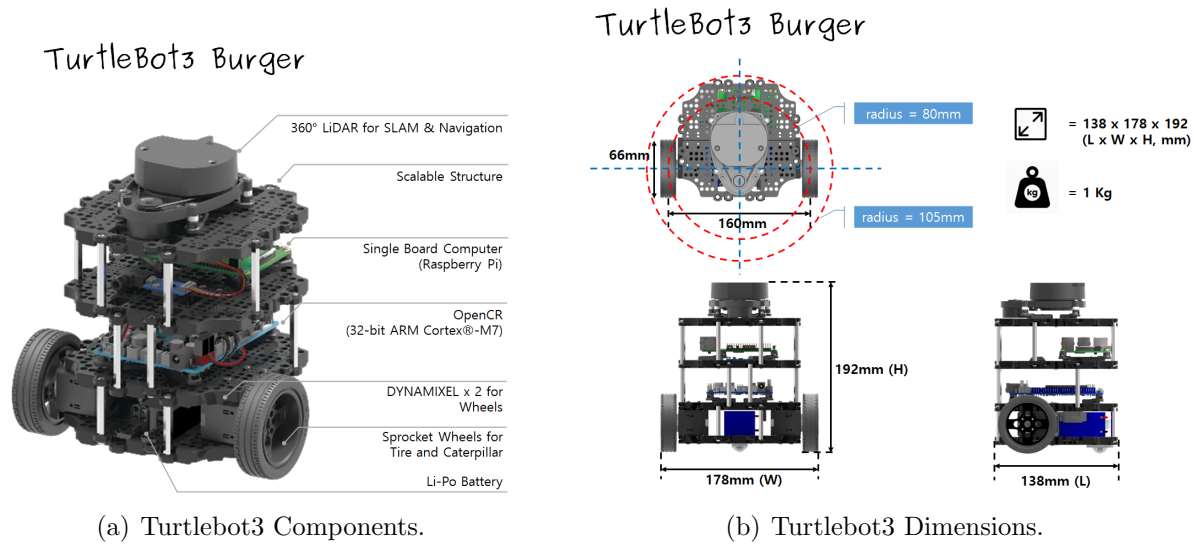 TurtleBot3 Burger
360° LiDAR for SLAM & Navigation
Scalable Structure
Single Board Computer
(Raspberry Pi)
OpenCR
(32-bit ARM Cortex®-M7)
DYNAMIXEL x 2 for
Wheels
Sprocket Wheels for
Tire and Caterpillar
Li-Po Battery
(a) Turtlebot3 Components.
TurtleBot3 Burger
radius = 80mm
66mm
160mm
radius = 105mm
= 138 x 178 x 192
(L x W x H, mm)
kg
= 1 Kg
192mm (H)
178mm (W)
138mm (L)
(b) Turtlebot3 Dimensions.